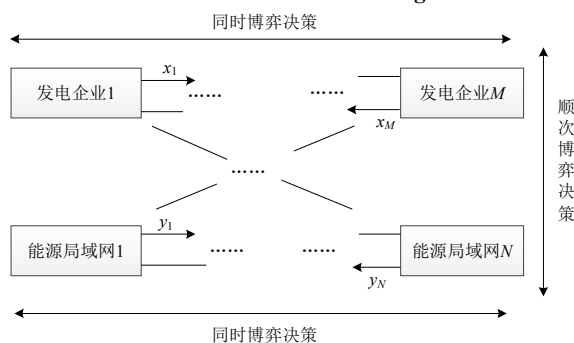 同时博弈决策
x1
发电企业1
……
……
发电企业M
xM
顺次博弈决策
……
y1
能源局域网1
……
……
能源局域网N
yN
同时博弈决策